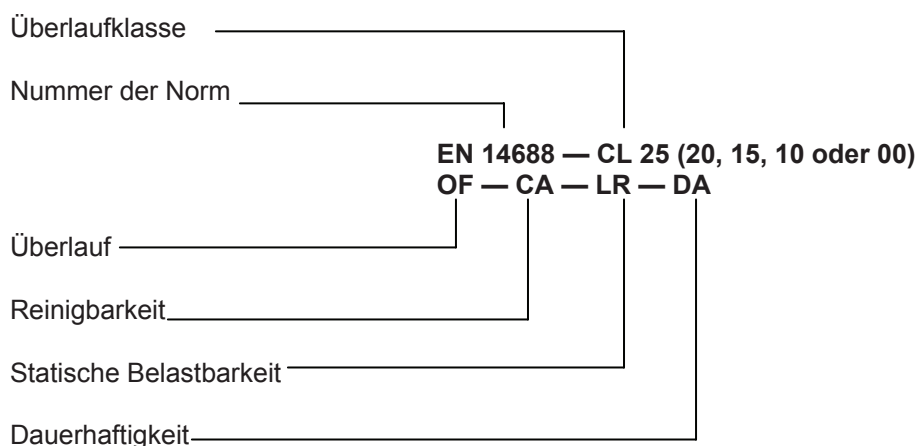 Überlaufklasse
Nummer der Norm
EN 14688 — CL 25 (20, 15, 10 oder 00)
OF — CA — LR — DA
Überlauf
Reinigbarkeit
Statische Belastbarkeit
Dauerhaftigkeit